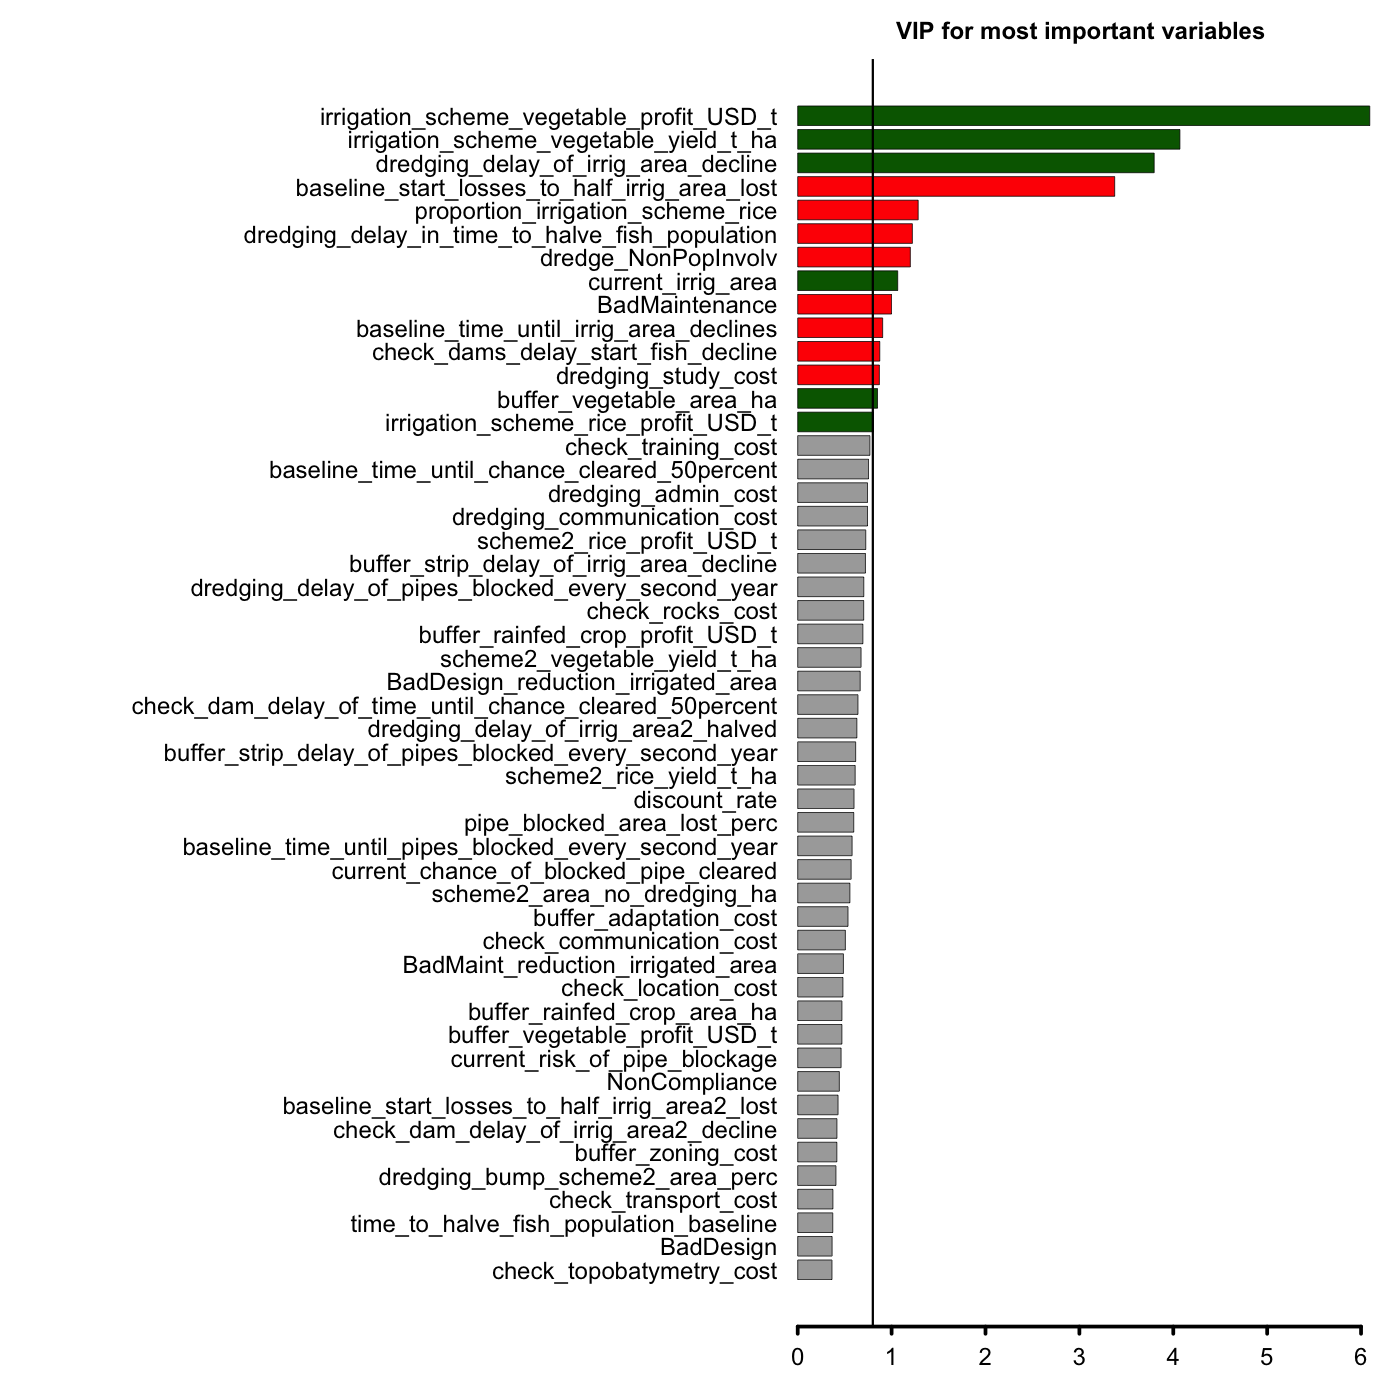 VIP for most important variables
irrigation_scheme_vegetable_profit_USD_t
irrigation_scheme_vegetable_yield_t_ha
dredging_delay_of_irrig_area_decline
baseline_start_losses_to_half_irrig_area_lost
proportion_irrigation_scheme_rice
dredging_delay_in_time_to_halve_fish_population
dredge_NonPopInvolv
current_irrig_area
BadMaintenance
baseline_time_until_irrig_area_declines
check_dams_delay_start_fish_decline
dredging_study_cost
buffer_vegetable_area_ha
irrigation_scheme_rice_profit_USD_t
check_training_cost
baseline_time_until_chance_cleared_50percent
dredging_admin_cost
dredging_communication_cost
scheme2_rice_profit_USD_t
buffer_strip_delay_of_irrig_area_decline
dredging_delay_of_pipes_blocked_every_second_year
check_rocks_cost
buffer_rainfed_crop_profit_USD_t
scheme2_vegetable_yield_t_ha
BadDesign_reduction_irrigated_area
check_dam_delay_of_time_until_chance_cleared_50percent
dredging_delay_of_irrig_area2_halved
buffer_strip_delay_of_pipes_blocked_every_second_year
scheme2_rice_yield_t_ha
discount_rate
pipe_blocked_area_lost_perc
baseline_time_until_pipes_blocked_every_second_year
current_chance_of_blocked_pipe_cleared
scheme2_area_no_dredging_ha
buffer_adaptation_cost
check_communication_cost
BadMaint_reduction_irrigated_area
check_location_cost
buffer_rainfed_crop_area_ha
buffer_vegetable_profit_USD_t
current_risk_of_pipe_blockage
NonCompliance
baseline_start_losses_to_half_irrig_area2_lost
check_dam_delay_of_irrig_area2_decline
buffer_zoning_cost
dredging_bump_scheme2_area_perc
check_transport_cost
time_to_halve_fish_population_baseline
BadDesign
check_topobatymetry_cost
0 1 2 3 4 5 6